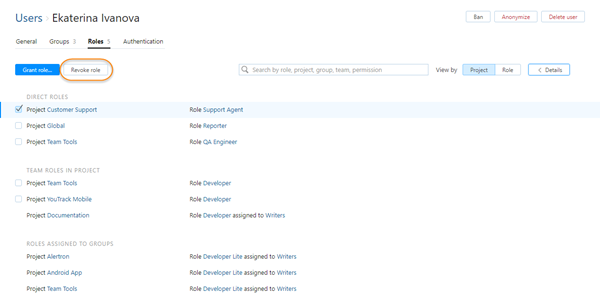 Users › Ekaterina Ivanova
Ban Anonymize Delete user
General Groups 3 Roles 5 Authentication
Grant role... Revoke role Search by role, project, group, team, permission View by Project Role < Details
DIRECT ROLES
Project Customer Support Role Support Agent
Project Global Role Reporter
Project Team Tools Role QA Engineer
TEAM ROLES IN PROJECT
Project Team Tools Role Developer
Project YouTrack Mobile Role Developer
Project Documentation Role Developer assigned to Writers
ROLES ASSIGNED TO GROUPS
Project Alertron Role Developer Lite assigned to Writers
Project Android App Role Developer Lite assigned to Writers
Project Team Tools Role Developer Lite assigned to Writers